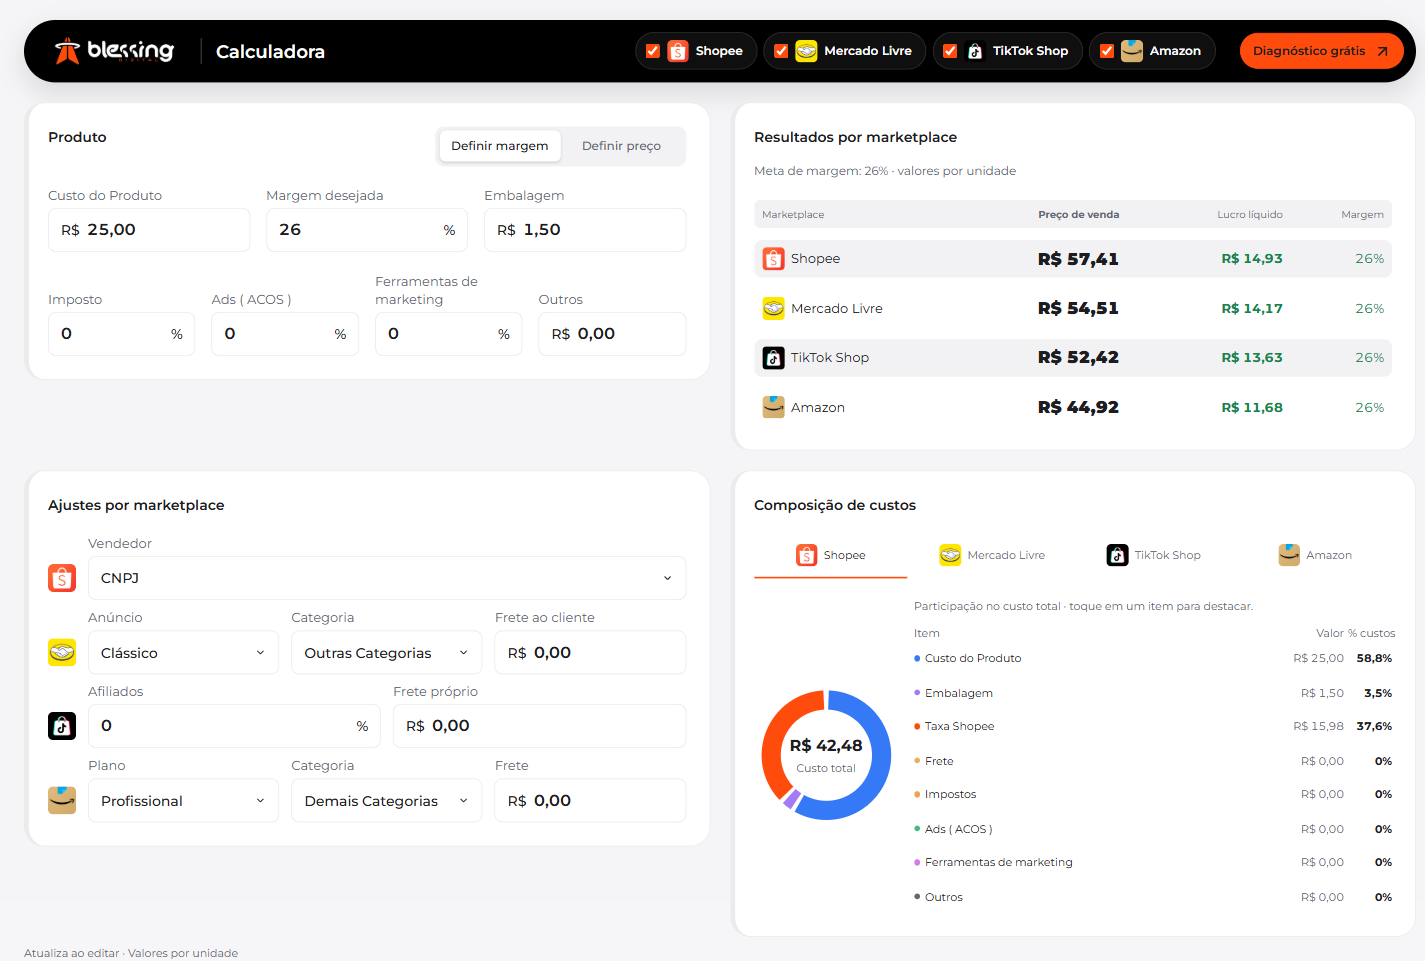 blessing
DIGITAL
Calculadora
Shopee
Mercado Livre
TikTok Shop
Amazon
Diagnóstico grátis
Produto
Definir margem
Definir preço
Custo do Produto
Margem desejada
Embalagem
R$ 25,00
26 %
R$ 1,50
Imposto
Ads ( ACOS )
Ferramentas de
marketing
Outros
0 %
0 %
0 %
R$ 0,00
Resultados por marketplace
Meta de margem: 26% · valores por unidade
Marketplace Preço de venda Lucro líquido Margem
Shopee R$ 57,41 R$ 14,93 26%
Mercado Livre R$ 54,51 R$ 14,17 26%
TikTok Shop R$ 52,42 R$ 13,63 26%
Amazon R$ 44,92 R$ 11,68 26%
Ajustes por marketplace
Vendedor
CNPJ
Anúncio
Categoria
Frete ao cliente
Clássico
Outras Categorias
R$ 0,00
Afiliados
Frete próprio
0 %
R$ 0,00
Plano
Categoria
Frete
Profissional
Demais Categorias
R$ 0,00
Composição de custos
Shopee
Mercado Livre
TikTok Shop
Amazon
Participação no custo total · toque em um item para destacar.
Item Valor % custos
Custo do Produto R$ 25,00 58,8%
Embalagem R$ 1,50 3,5%
Taxa Shopee R$ 15,98 37,6%
Frete R$ 0,00 0%
Impostos R$ 0,00 0%
Ads ( ACOS ) R$ 0,00 0%
Ferramentas de marketing R$ 0,00 0%
Outros R$ 0,00 0%
R$ 42,48
Custo total
Atualiza ao editar · Valores por unidade